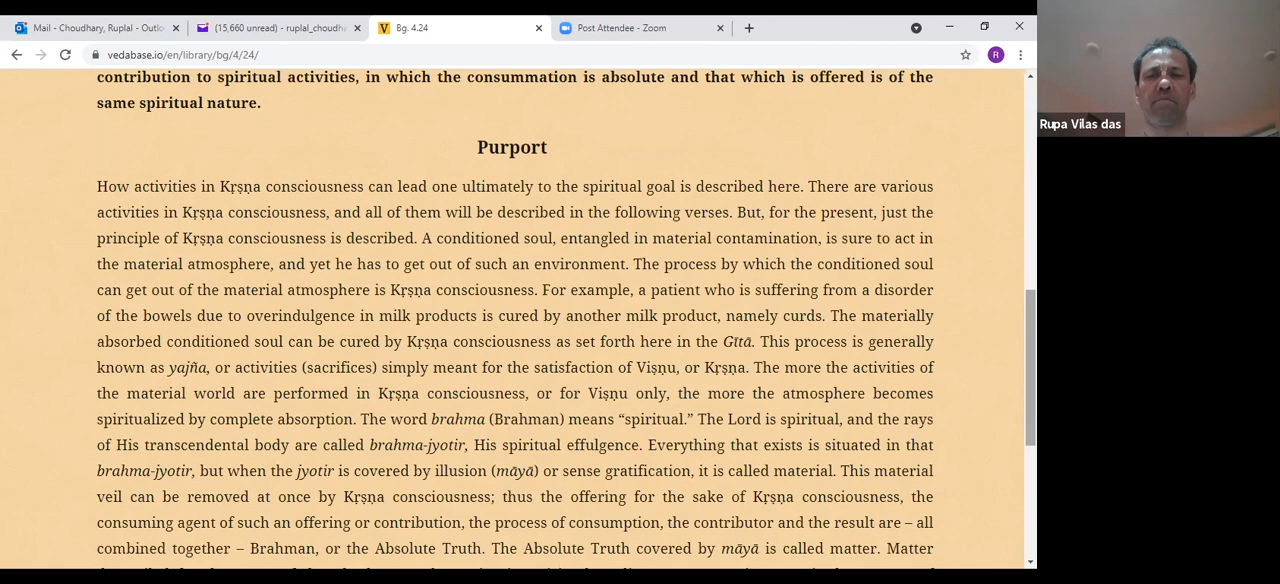 Mail - Choudhary, Ruplal - Outlo
(15,660 unread) - ruplal_choudha
V
Bg. 4.24
Post Attendee - Zoom
vedabase.io/en/library/bg/4/24/
R
Rupa Vilas das
contribution to spiritual activities, in which the consummation is absolute and that which is offered is of the
same spiritual nature.
Purport
How activities in Kṛṣṇa consciousness can lead one ultimately to the spiritual goal is described here. There are various
activities in Kṛṣṇa consciousness, and all of them will be described in the following verses. But, for the present, just the
principle of Kṛṣṇa consciousness is described. A conditioned soul, entangled in material contamination, is sure to act in
the material atmosphere, and yet he has to get out of such an environment. The process by which the conditioned soul
can get out of the material atmosphere is Kṛṣṇa consciousness. For example, a patient who is suffering from a disorder
of the bowels due to overindulgence in milk products is cured by another milk product, namely curds. The materially
absorbed conditioned soul can be cured by Kṛṣṇa consciousness as set forth here in the Gītā. This process is generally
known as yajña, or activities (sacrifices) simply meant for the satisfaction of Viṣṇu, or Kṛṣṇa. The more the activities of
the material world are performed in Kṛṣṇa consciousness, or for Viṣṇu only, the more the atmosphere becomes
spiritualized by complete absorption. The word brahma (Brahman) means “spiritual.” The Lord is spiritual, and the rays
of His transcendental body are called brahma-jyotir, His spiritual effulgence. Everything that exists is situated in that
brahma-jyotir, but when the jyotir is covered by illusion (māyā) or sense gratification, it is called material. This material
veil can be removed at once by Kṛṣṇa consciousness; thus the offering for the sake of Kṛṣṇa consciousness, the
consuming agent of such an offering or contribution, the process of consumption, the contributor and the result are – all
combined together – Brahman, or the Absolute Truth. The Absolute Truth covered by māyā is called matter. Matter